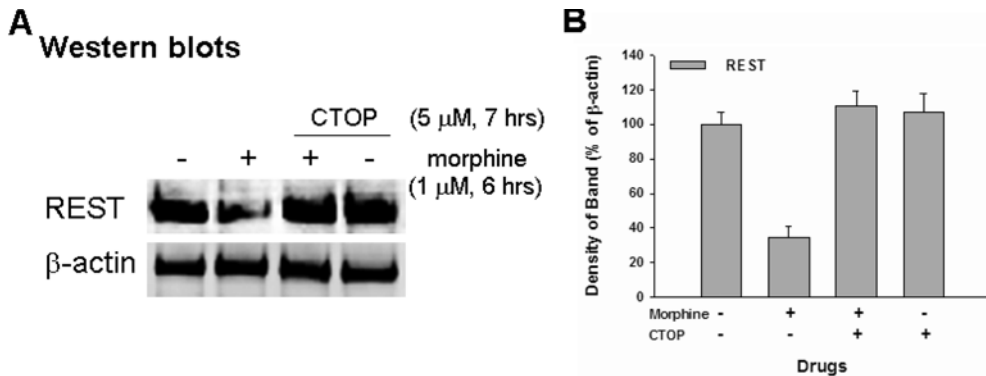 A
Western blots
CTOP (5 μM, 7 hrs)
- + + - morphine
(1 μM, 6 hrs)
REST
β-actin
B
Density of Band (% of β-actin)
140
120
100
80
60
40
20
0
REST
Morphine - + + -
CTOP - - + +
Drugs